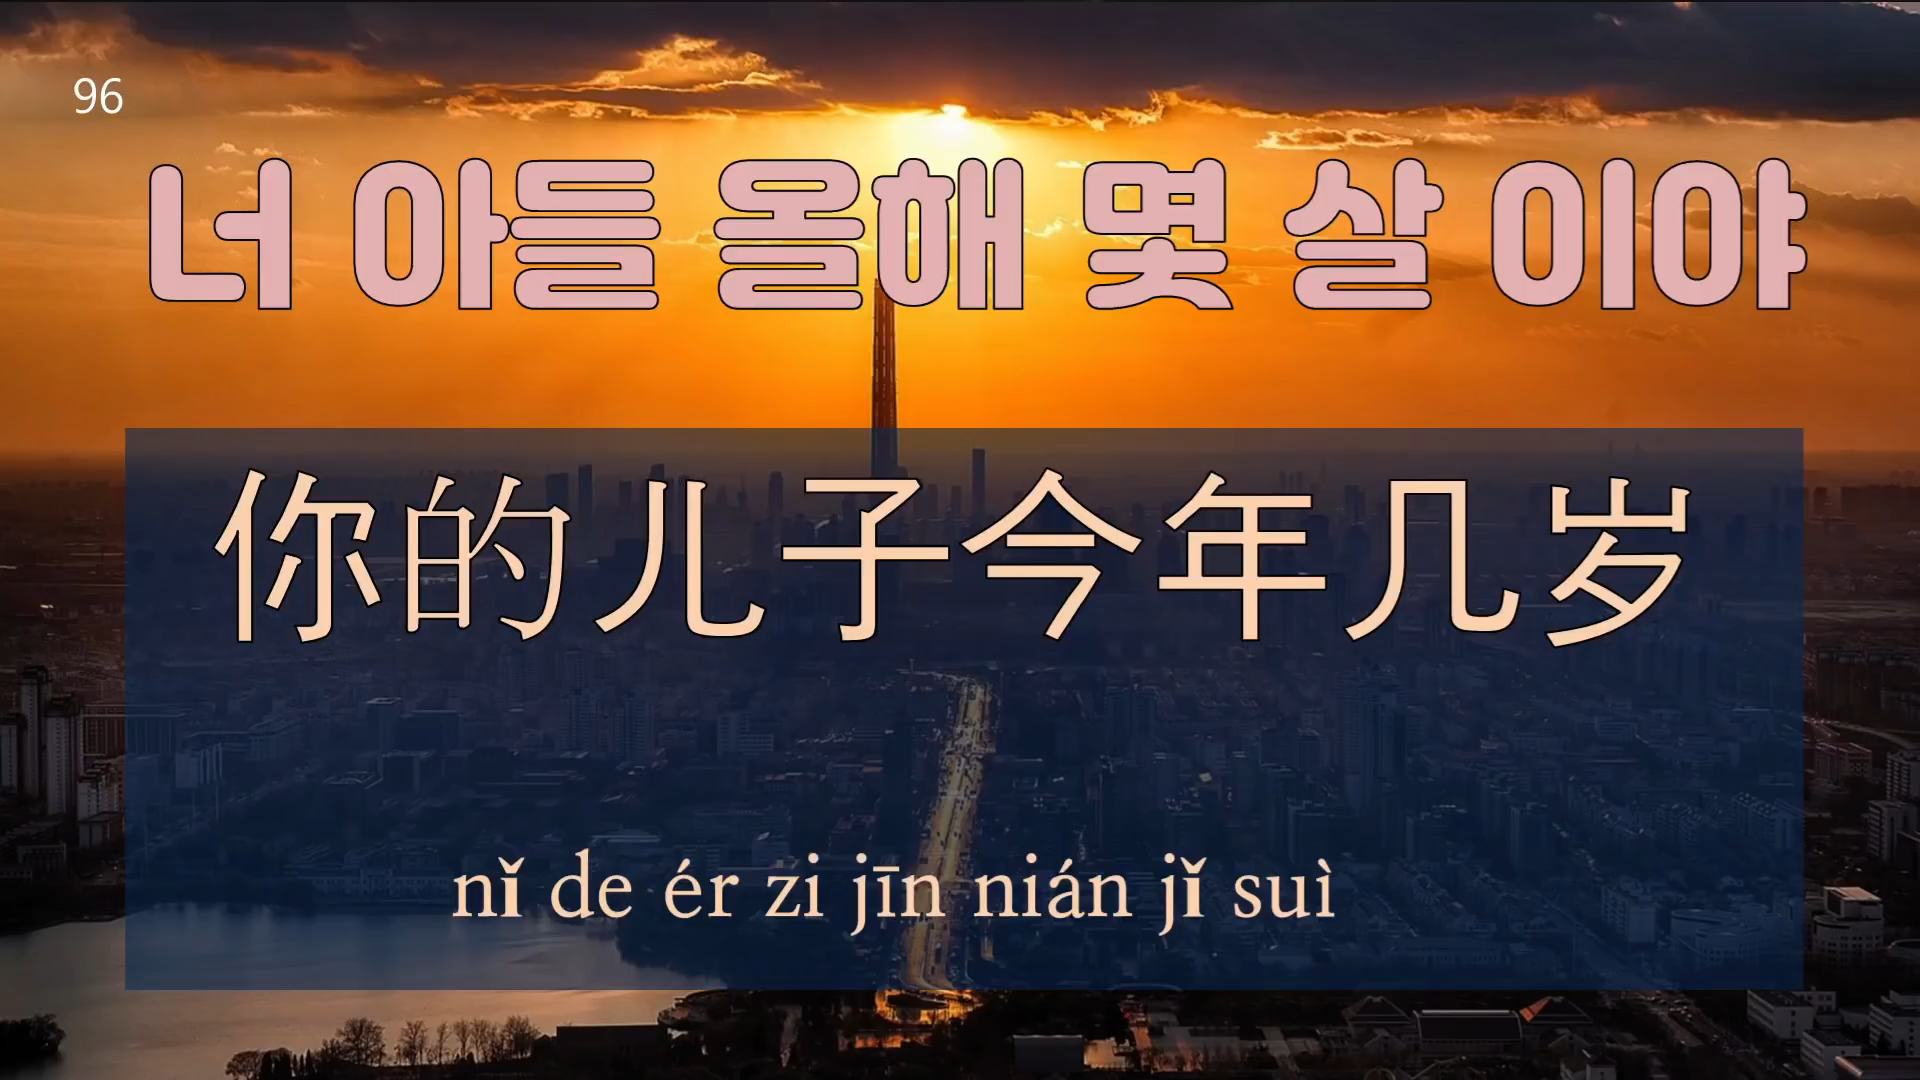 96
너 아들 올해 몇 살 이야
你的儿子今年几岁
nǐ de ér zi jīn nián jǐ suì